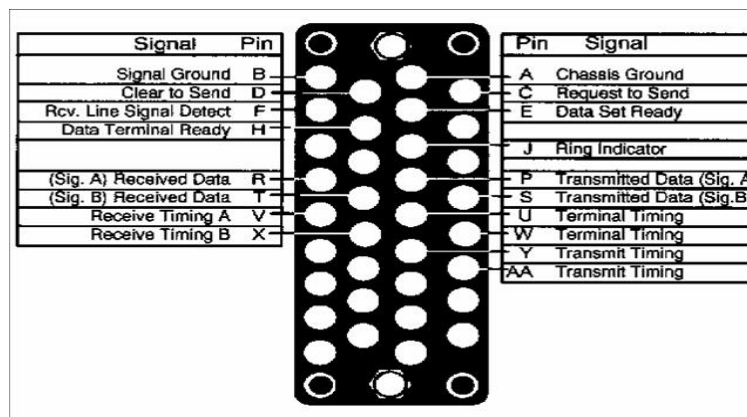 Signal Pin
Signal Ground B
Clear to Send D
Rcv. Line Signal Detect F
Data Terminal Ready H
(Sig. A) Received Data R
(Sig. B) Received Data T
Receive Timing A V
Receive Timing B X
Pin Signal
A Chassis Ground
C Request to Send
E Data Set Ready
J Ring Indicator
P Transmitted Data (Sig. A
S Transmitted Data (Sig.B
U Terminal Timing
W Terminal Timing
Y Transmit Timing
AA Transmit Timing